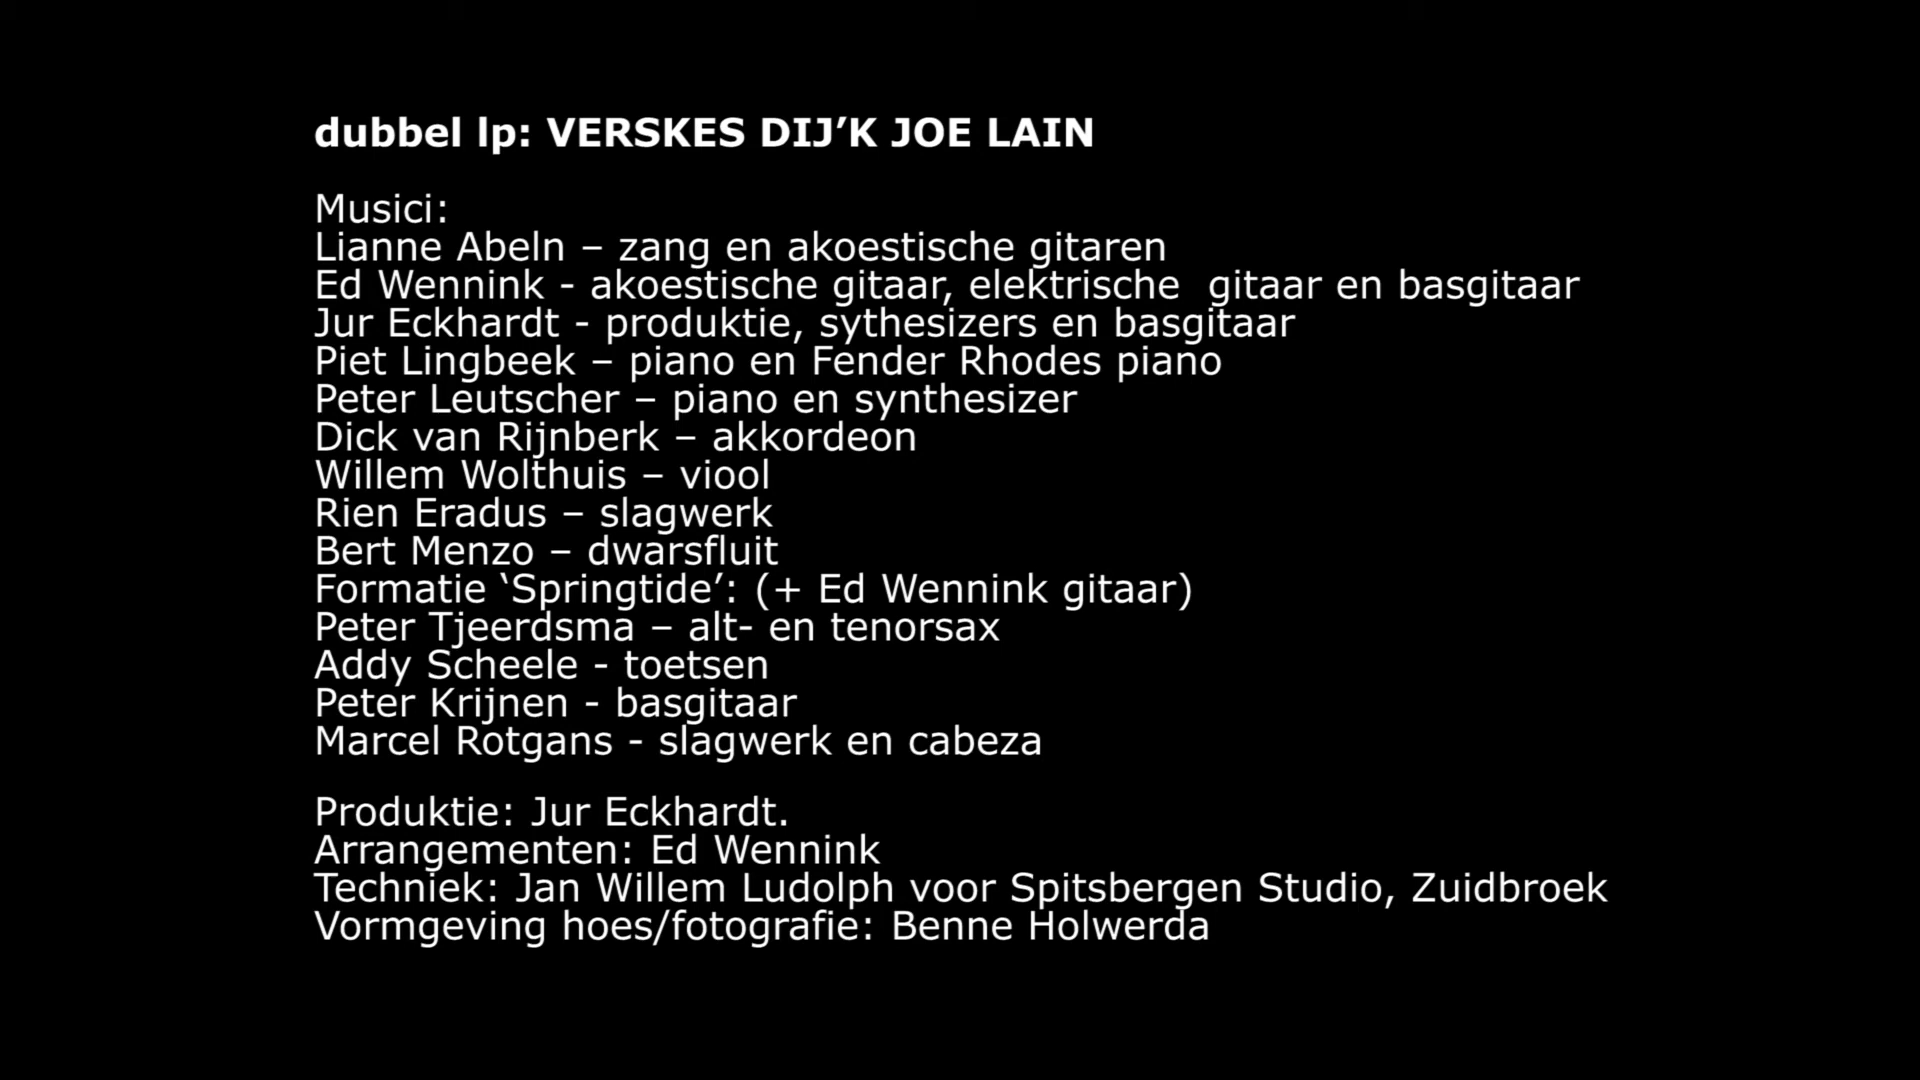 dubbel lp: VERSKES DIJ’K JOE LAIN
Musici:
Lianne Abeln – zang en akoestische gitaren
Ed Wennink - akoestische gitaar, elektrische  gitaar en basgitaar
Jur Eckhardt - produktie, sythesizers en basgitaar
Piet Lingbeek – piano en Fender Rhodes piano
Peter Leutscher – piano en synthesizer
Dick van Rijnberk – akkordeon
Willem Wolthuis – viool
Rien Eradus – slagwerk
Bert Menzo – dwarsfluit
Formatie ‘Springtide’: (+ Ed Wennink gitaar)
Peter Tjeerdsma – alt- en tenorsax
Addy Scheele - toetsen
Peter Krijnen - basgitaar
Marcel Rotgans - slagwerk en cabeza
Produktie: Jur Eckhardt.
Arrangementen: Ed Wennink
Techniek: Jan Willem Ludolph voor Spitsbergen Studio, Zuidbroek
Vormgeving hoes/fotografie: Benne Holwerda